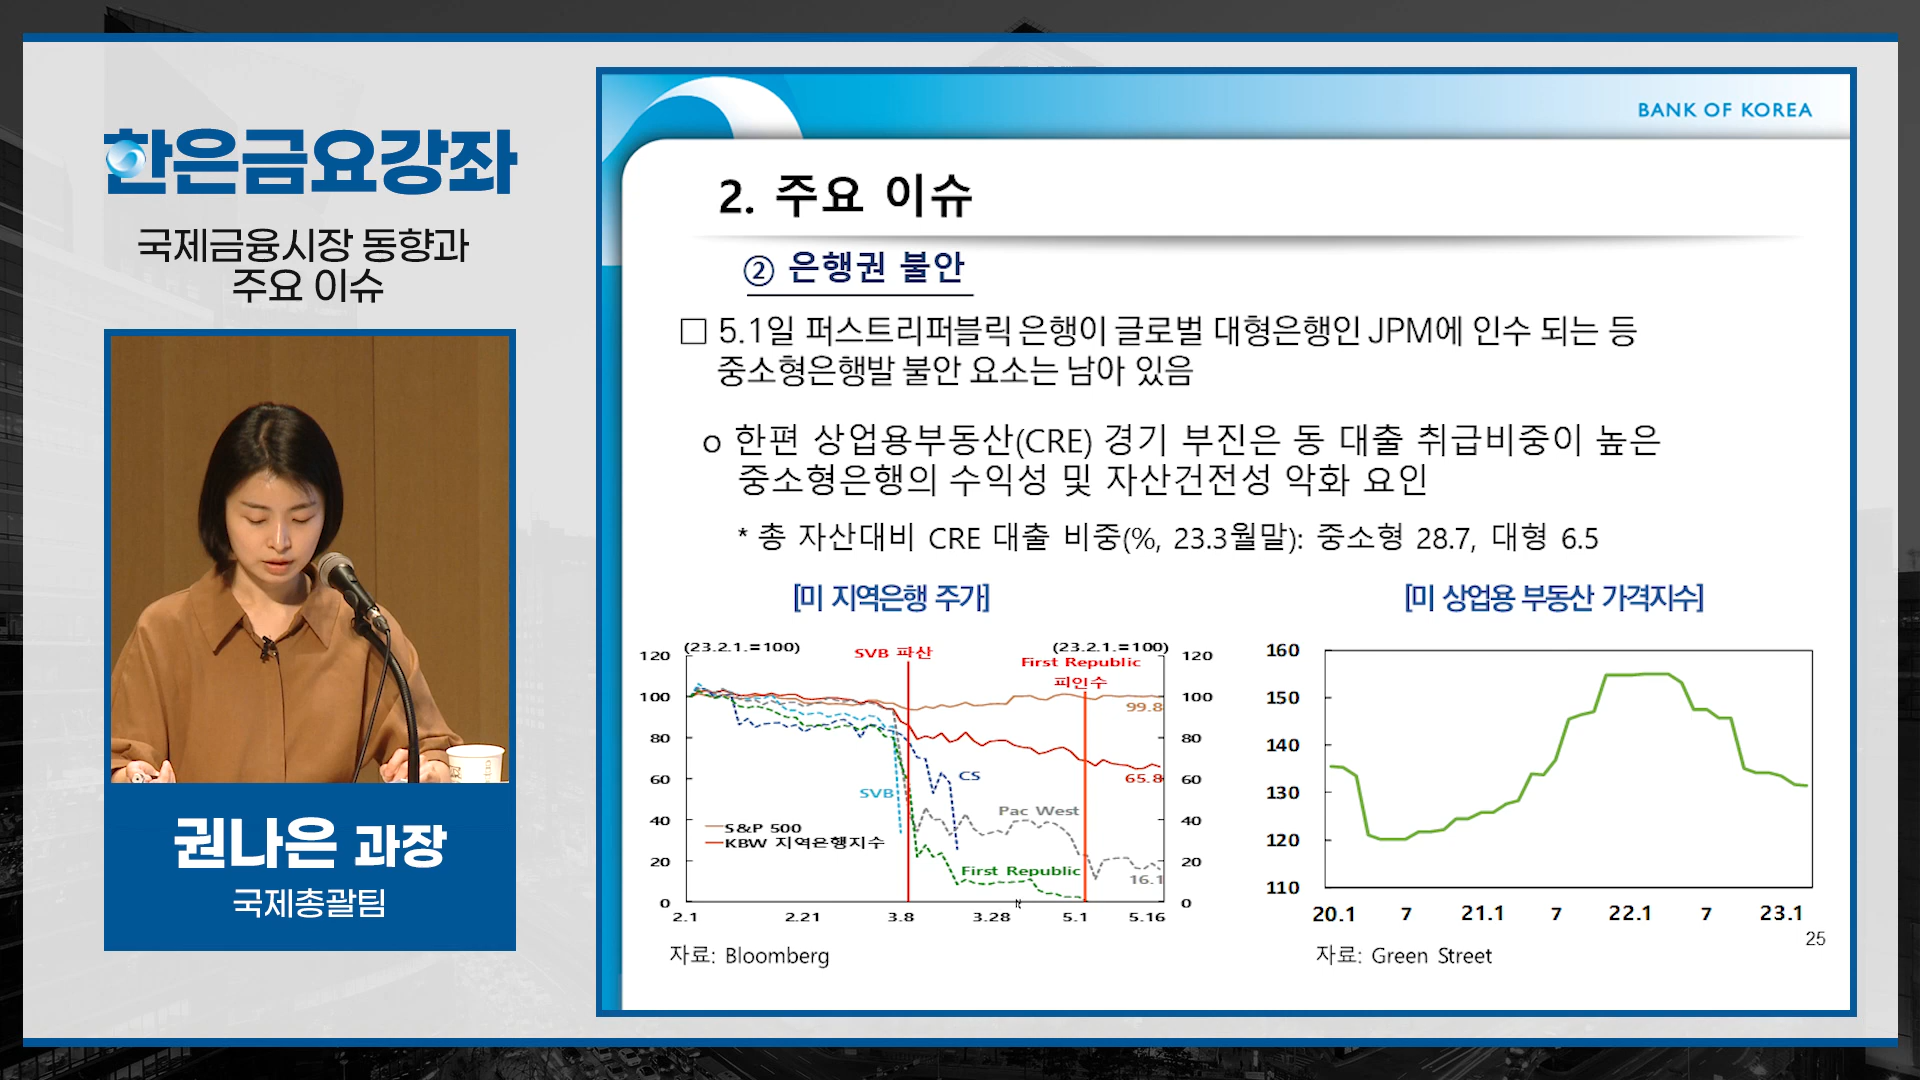 한은금요강좌
국제금융시장 동향과
주요 이슈
권나은 과장
국제총괄팀
BANK OF KOREA
2. 주요 이슈
② 은행권 불안
□ 5.1일 퍼스트리퍼블릭 은행이 글로벌 대형은행인 JPM에 인수 되는 등
중소형은행발 불안 요소는 남아 있음
o 한편 상업용부동산(CRE) 경기 부진은 동 대출 취급비중이 높은
중소형은행의 수익성 및 자산건전성 악화 요인
* 총 자산대비 CRE 대출 비중(%, 23.3월말): 중소형 28.7, 대형 6.5
[미 지역은행 주가]
(23.2.1.=100)
(23.2.1.=100)
SVB 파산
First Republic
피인수
120
100
80
60
40
20
0
120
100
80
60
40
20
0
99.8
65.8
16.1
CS
SVB
Pac West
First Republic
S&P 500
KBW 지역은행지수
2.1 2.21 3.8 3.28 5.1 5.16
자료: Bloomberg
[미 상업용 부동산 가격지수]
160
150
140
130
120
110
20.1 7 21.1 7 22.1 7 23.1
자료: Green Street
25